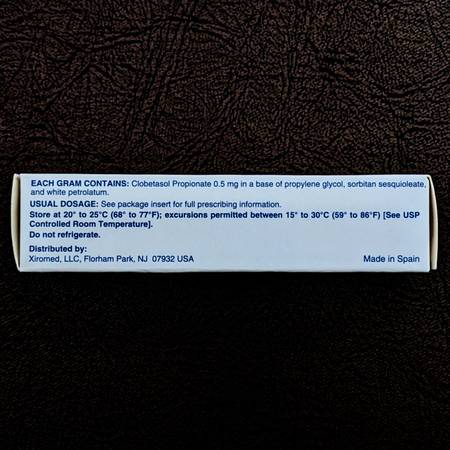 EACH GRAM CONTAINS: Clobetasol Propionate 0.5 mg in a base of propylene glycol, sorbitan sesquioleate,
and white petrolatum.
USUAL DOSAGE: See package insert for full prescribing information.
Store at 20° to 25°C (68° to 77°F); excursions permitted between 15° to 30°C (59° to 86°F) [See USP
Controlled Room Temperature].
Do not refrigerate.
Distributed by:
Xiromed, LLC, Florham Park, NJ 07932 USA
Made in Spain